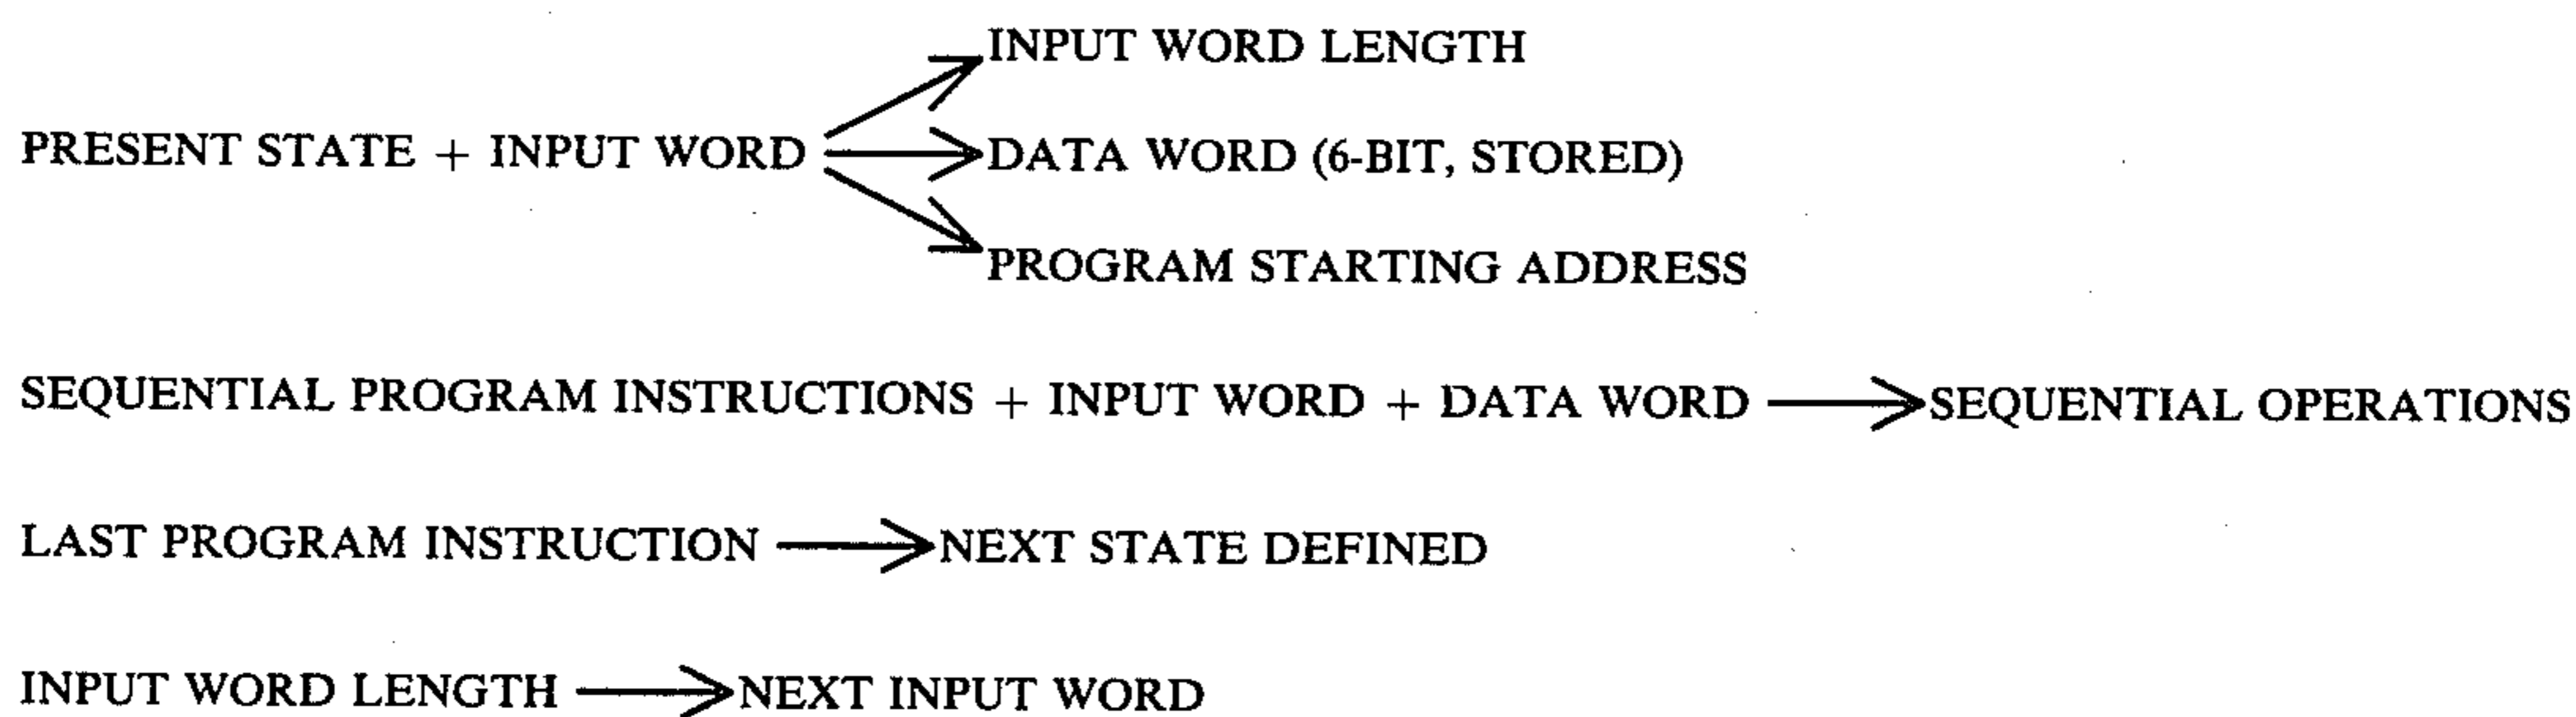 INPUT WORD LENGTH
PRESENT STATE + INPUT WORD
DATA WORD (6-BIT, STORED)
PROGRAM STARTING ADDRESS
SEQUENTIAL PROGRAM INSTRUCTIONS + INPUT WORD + DATA WORD → SEQUENTIAL OPERATIONS
LAST PROGRAM INSTRUCTION → NEXT STATE DEFINED
INPUT WORD LENGTH → NEXT INPUT WORD